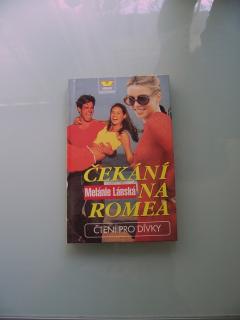 ČEKÁNÍ
Melánie Lánská NA
ROMEA
ČTENÍ PRO DÍVKY